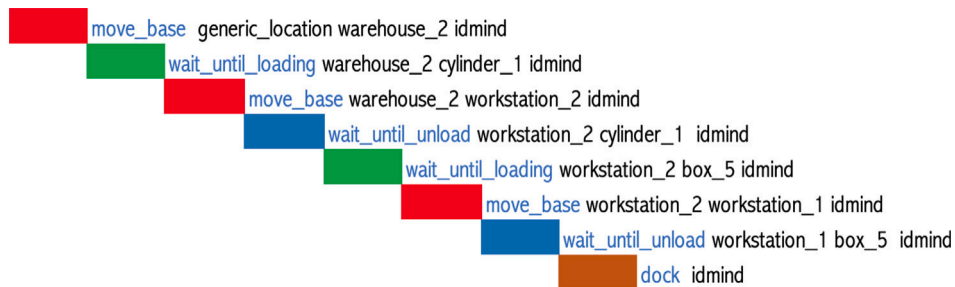 move_base generic_location warehouse_2 idmind
wait_until_loading warehouse_2 cylinder_1 idmind
move_base warehouse_2 workstation_2 idmind
wait_until_unload workstation_2 cylinder_1 idmind
wait_until_loading workstation_2 box_5 idmind
move_base workstation_2 workstation_1 idmind
wait_until_unload workstation_1 box_5 idmind
dock idmind